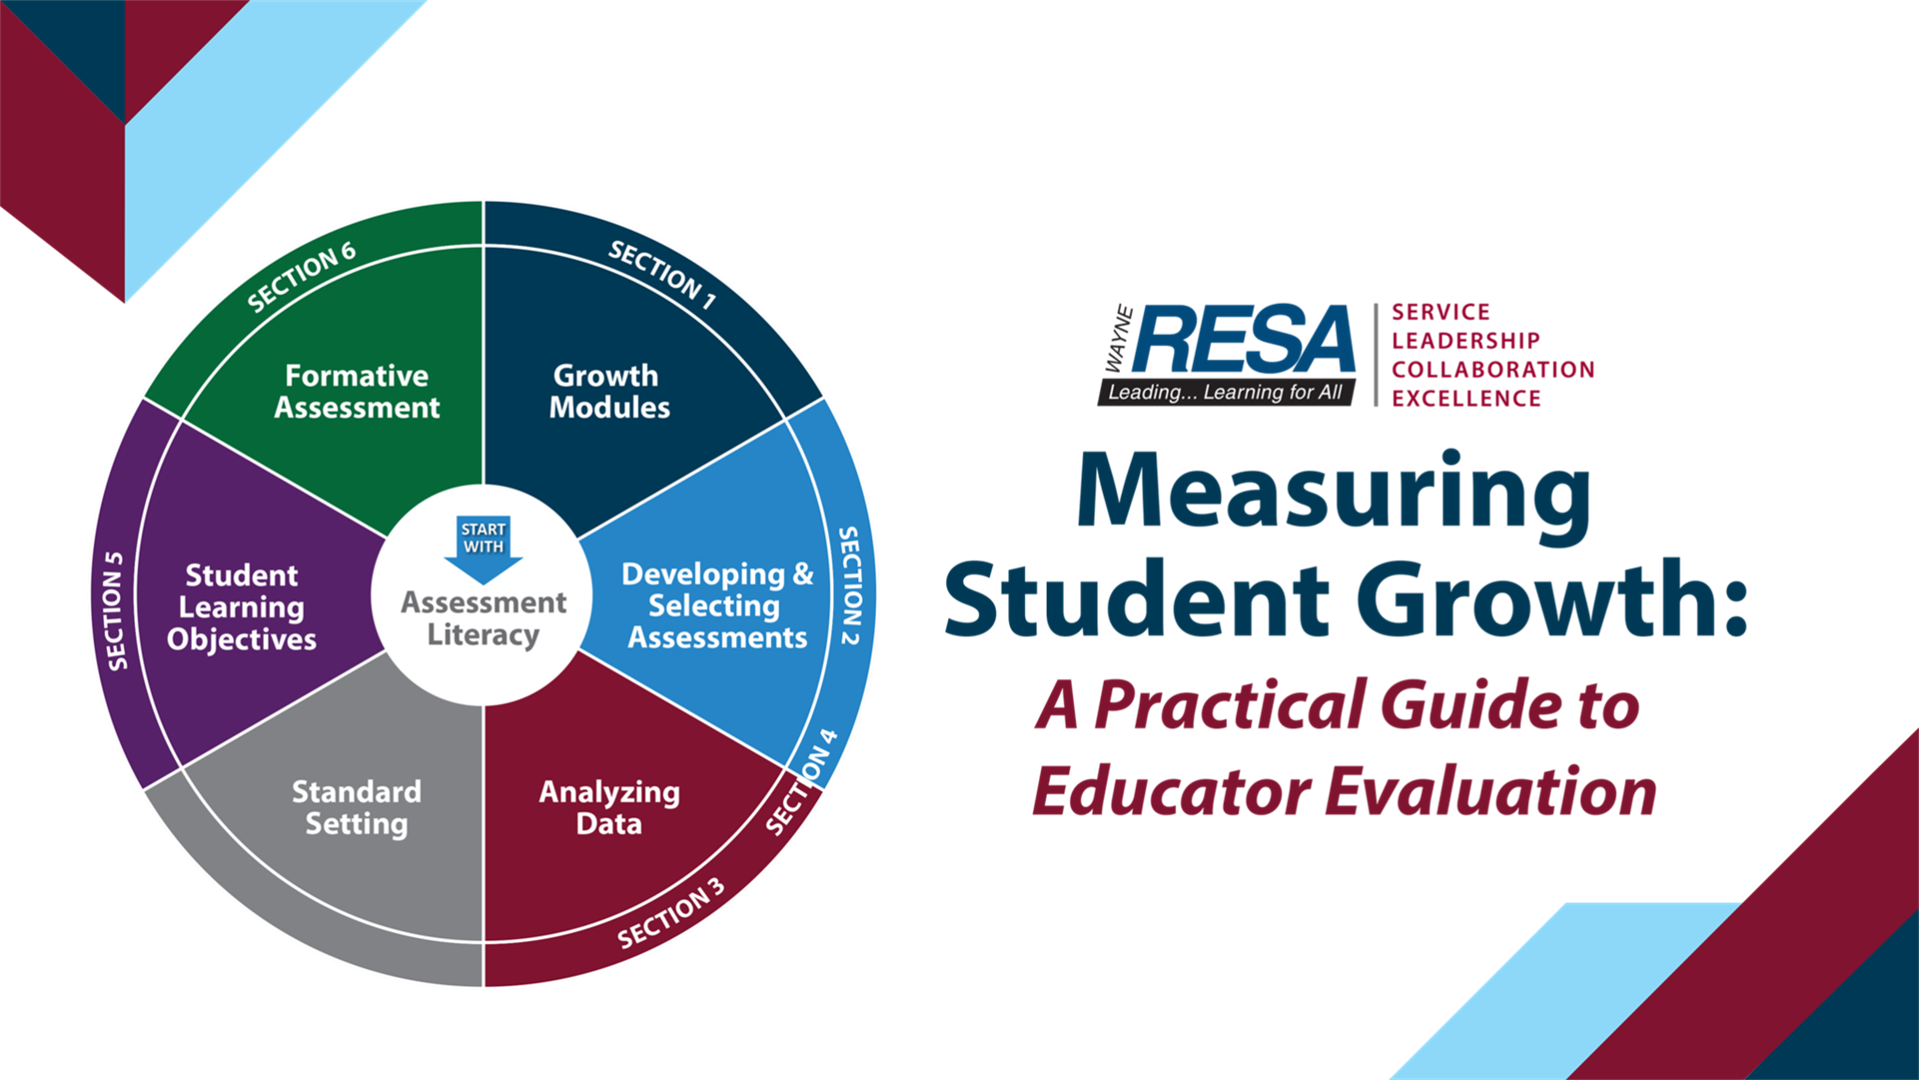 SECTION 6
SECTION 1
Formative
Assessment
Growth
Modules
SECTION 5
Student
Learning
Objectives
START
WITH
Assessment
Literacy
Developing &
Selecting
Assessments
SECTION 2
Standard
Setting
Analyzing
Data
SECTION 4
SECTION 3
WAYNE
RESA
Leading... Learning for All
SERVICE
LEADERSHIP
COLLABORATION
EXCELLENCE
Measuring
Student Growth:
A Practical Guide to
Educator Evaluation